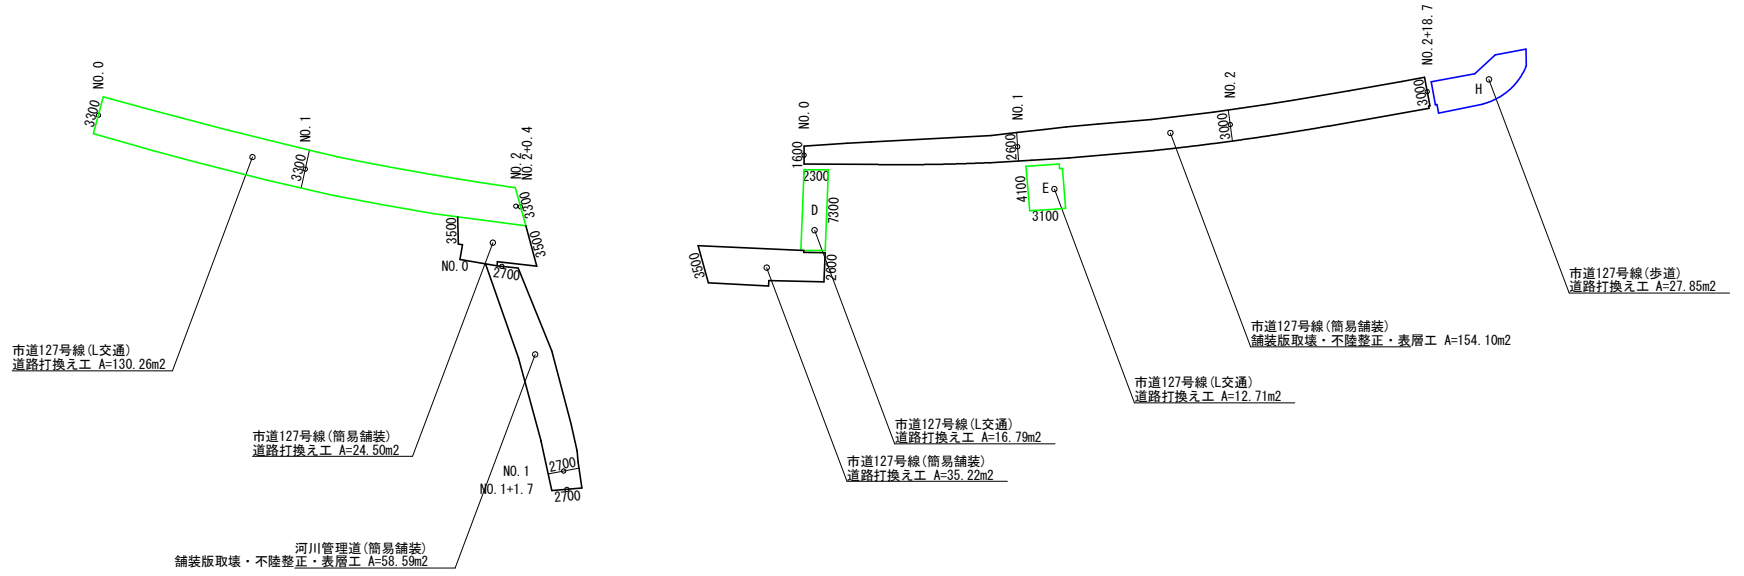 NO.0
3300
NO.1
3300
NO.2
NO.2+0.4
3300
3500
3500
NO.0
2700
市道127号線(L交通)
道路打換え工 A=130.26m2
市道127号線(簡易舗装)
道路打換え工 A=24.50m2
NO.1
2700
NO.1+1.7
2700
河川管理道(簡易舗装)
舗装版取壊・不陸整正・表層工 A=58.59m2
NO.0
1600
NO.1
2600
NO.2
3000
NO.2+18.7
3000
H
2300
D
7300
4100
E
3100
3500
2600
市道127号線(歩道)
道路打換え工 A=27.85m2
市道127号線(簡易舗装)
舗装版取壊・不陸整正・表層工 A=154.10m2
市道127号線(L交通)
道路打換え工 A=12.71m2
市道127号線(L交通)
道路打換え工 A=16.79m2
市道127号線(簡易舗装)
道路打換え工 A=35.22m2